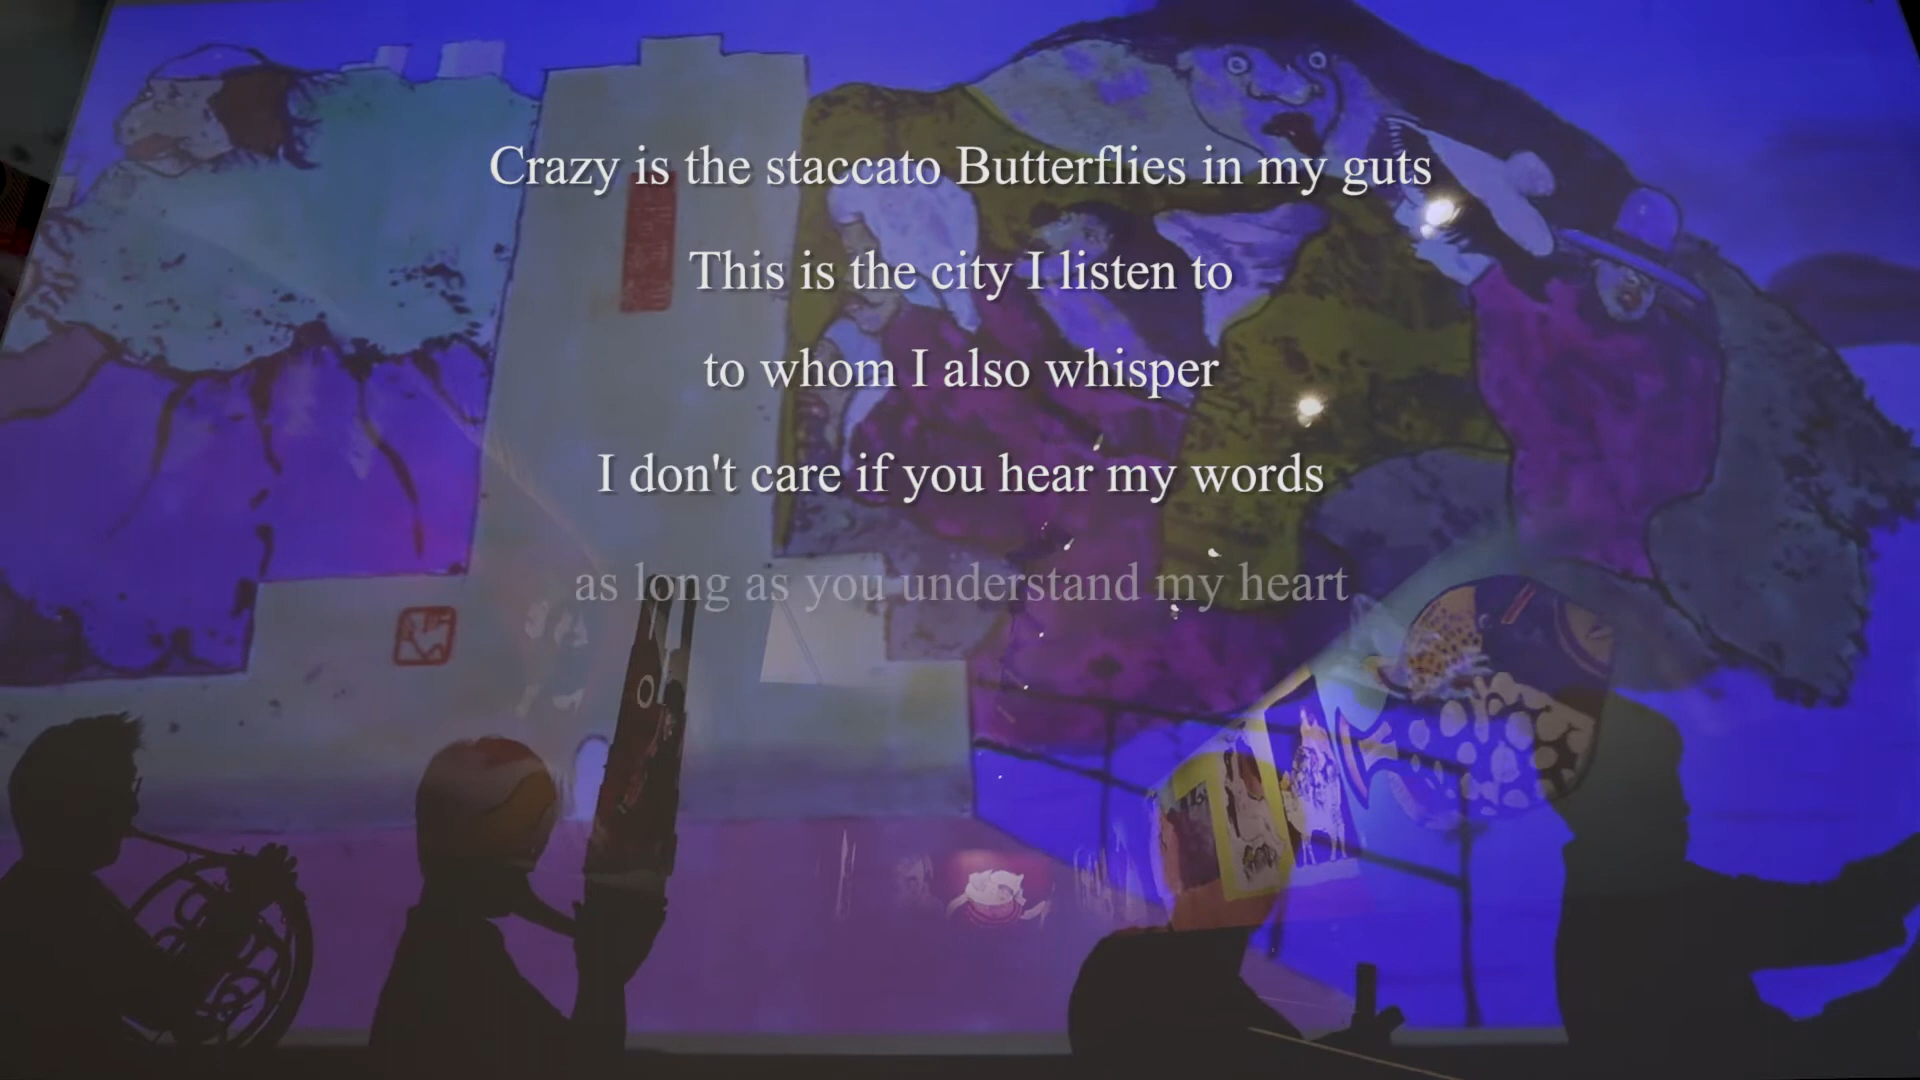 Crazy is the staccato Butterflies in my guts
This is the city I listen to
to whom I also whisper
I don't care if you hear my words
as long as you understand my heart